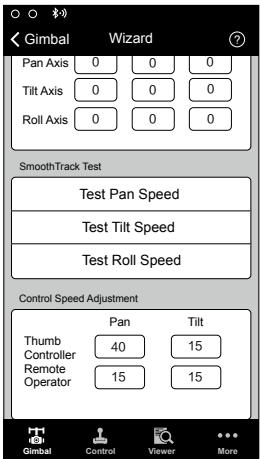 Gimbal Wizard ?
Pan Axis 0 0 0
Tilt Axis 0 0 0
Roll Axis 0 0 0
SmoothTrack Test
Test Pan Speed
Test Tilt Speed
Test Roll Speed
Control Speed Adjustment
Pan Tilt
Thumb
Controller 40 15
Remote
Operator 15 15
Gimbal Control Viewer More